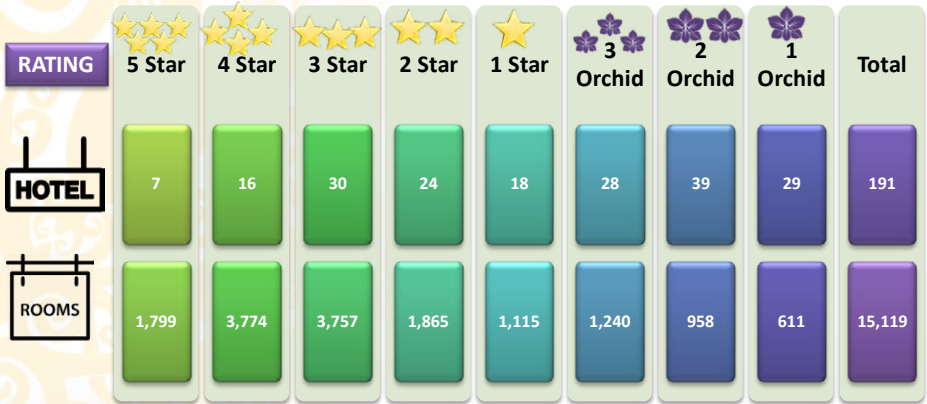 RATING 5 Star 4 Star 3 Star 2 Star 1 Star 3 Orchid 2 Orchid 1 Orchid Total
HOTEL 7 16 30 24 18 28 39 29 191
ROOMS 1,799 3,774 3,757 1,865 1,115 1,240 958 611 15,119